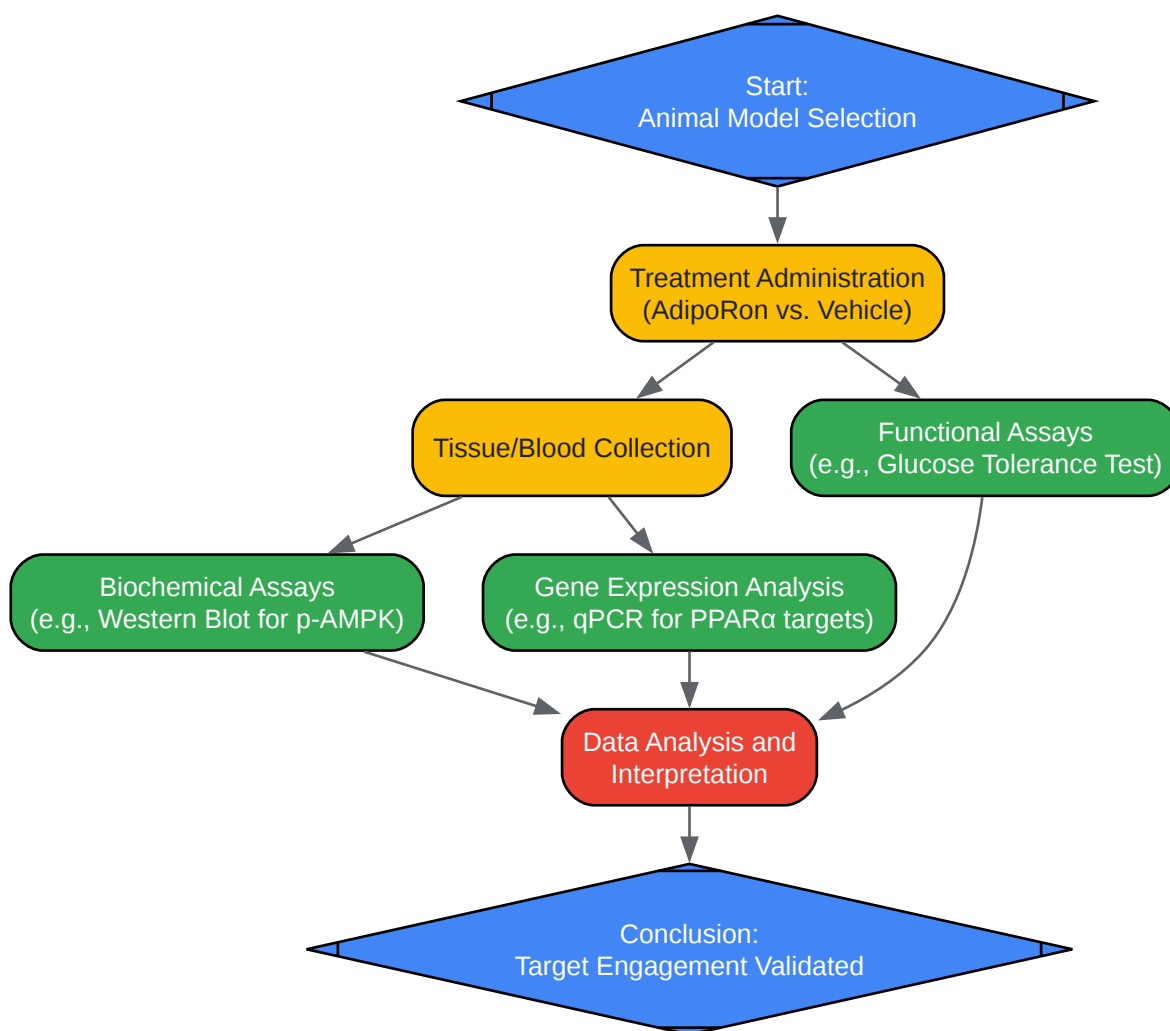 Start:
Animal Model Selection
Treatment Administration
(AdipoRon vs. Vehicle)
Tissue/Blood Collection
Functional Assays
(e.g., Glucose Tolerance Test)
Biochemical Assays
(e.g., Western Blot for p-AMPK)
Gene Expression Analysis
(e.g., qPCR for PPARα targets)
Data Analysis and
Interpretation
Conclusion:
Target Engagement Validated